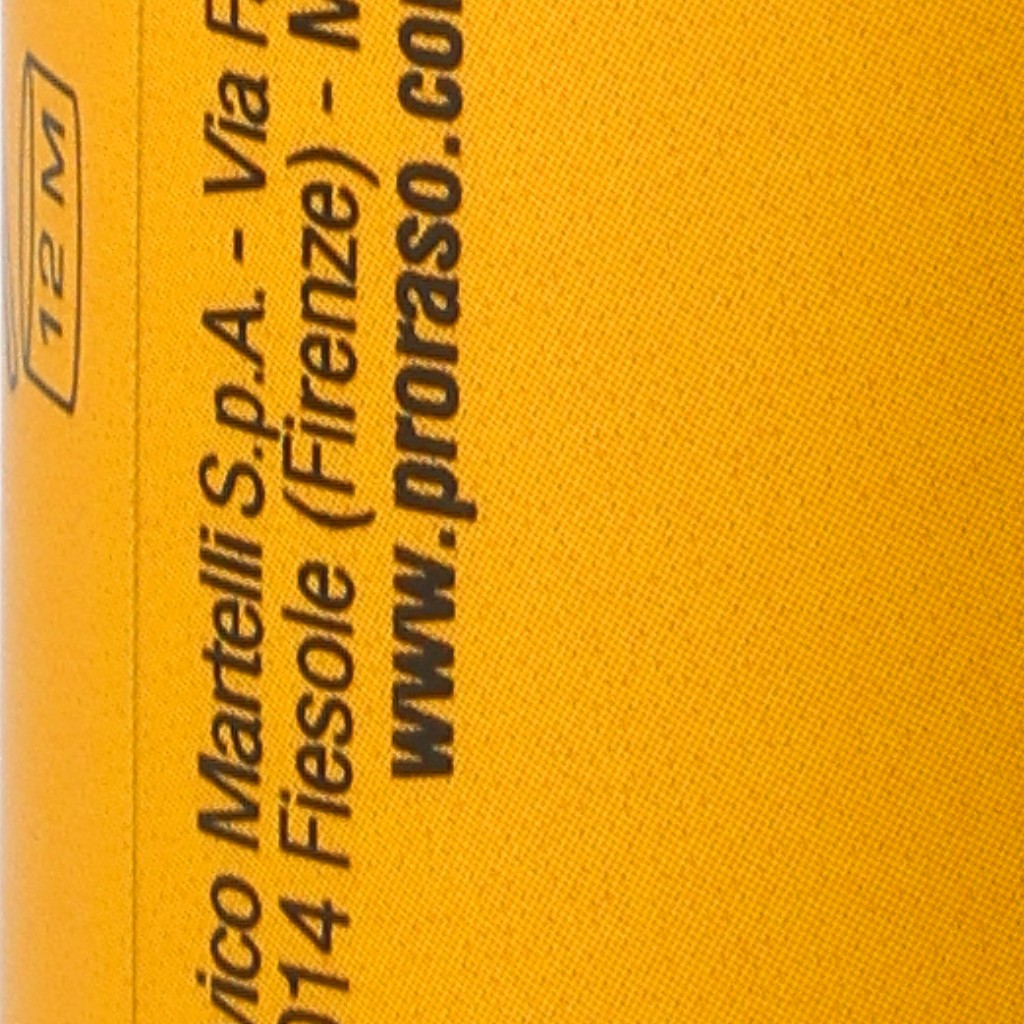 12 M
vico Martelli S.p.A. - Via F
014 Fiesole (Firenze) - M
www.proraso.co